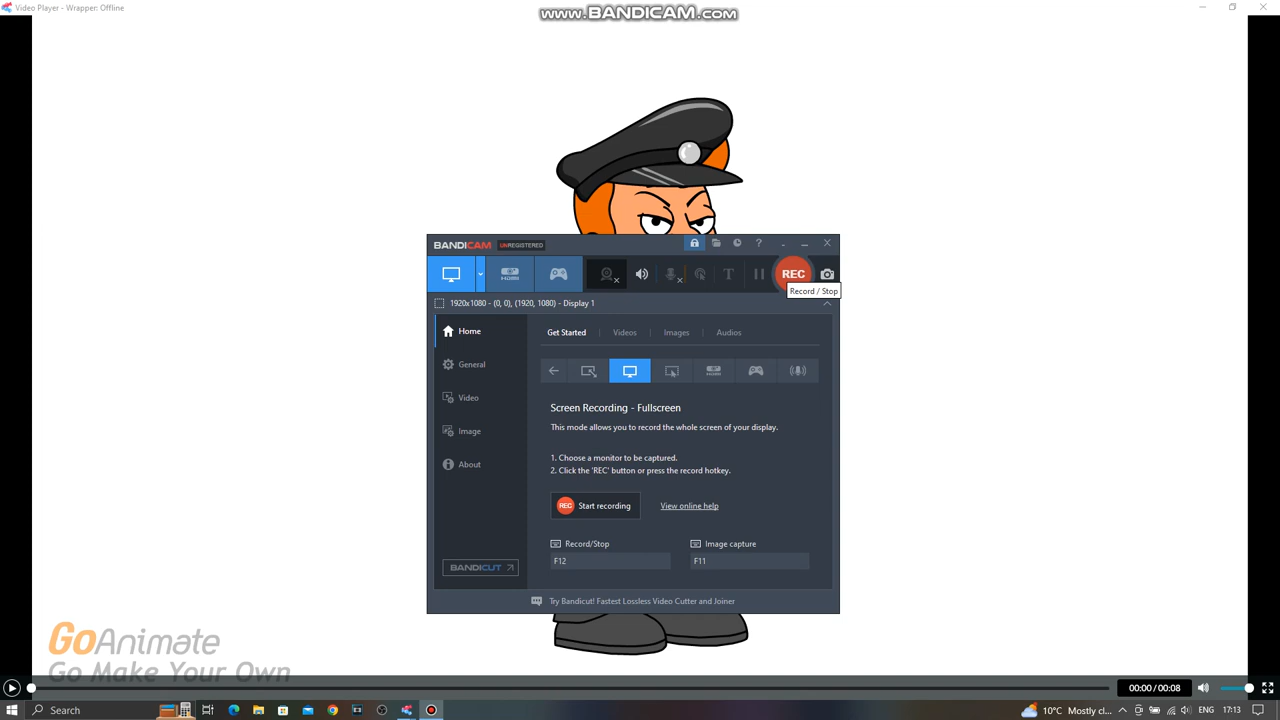 Video Player - Wrapper: Offline
www.BANDICAM.com
BANDICAM UNREGISTERED
?
T
REC
Record / Stop
1920x1080 - (0, 0), (1920, 1080) - Display 1
Home
Get Started
Videos
Images
Audios
General
Video
Image
About
Screen Recording - Fullscreen
This mode allows you to record the whole screen of your display.
1. Choose a monitor to be captured.
2. Click the 'REC' button or press the record hotkey.
REC Start recording
View online help
Record/Stop
Image capture
F12
F11
BANDICUT
Try Bandicut! Fastest Lossless Video Cutter and Joiner
GoAnimate
Go Make Your Own
00:00 / 00:08
Search
10°C Mostly cl...
ENG
17:13